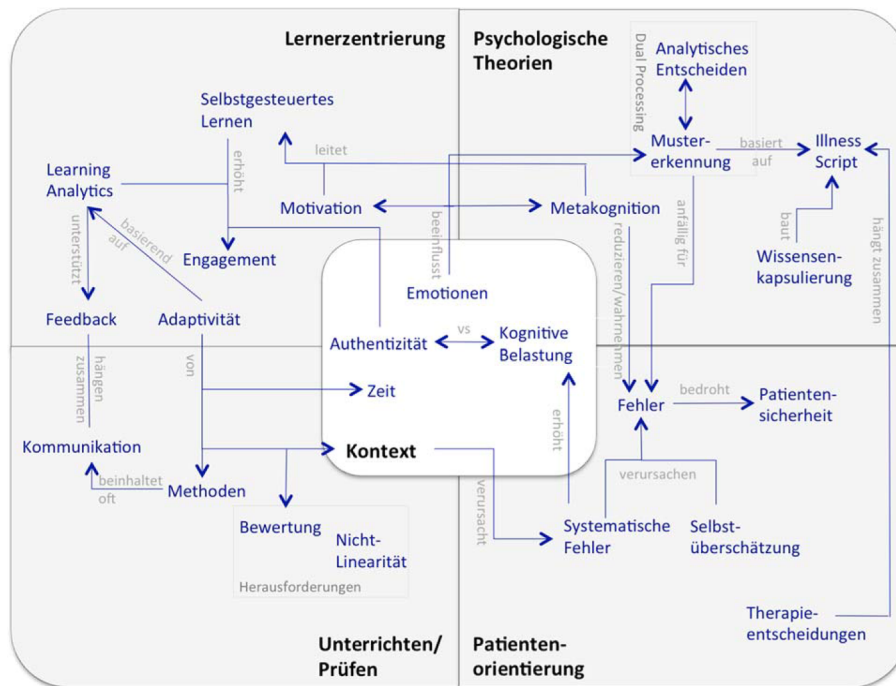 Lernerzentrierung
Selbstgesteuertes
Lernen
leitet
erhöht
Learning
Analytics
Motivation
basierend
auf
unterstützt
Engagement
Feedback
Adaptivität
Psychologische
Theorien
Dual Processing
Analytisches
Entscheiden
Muster-
erkennung
basiert
auf
Illness
Script
Metakognition
beeinflusst
anfällig für
reduzieren/wahrnehmen
baut
Wissensen-
kapsulierung
hängt zusammen
Emotionen
Authentizität
vs
Kognitive
Belastung
Zeit
Kontext
von
hängen
zusammen
Kommunikation
beinhaltet
oft
Methoden
Bewertung
Nicht-
Linearität
Herausforderungen
Unterrichten/
Prüfen
erhöht
verursacht
Fehler
bedroht
Patienten-
sicherheit
verursachen
Systematische
Fehler
Selbst-
überschätzung
Therapie-
entscheidungen
Patienten-
orientierung